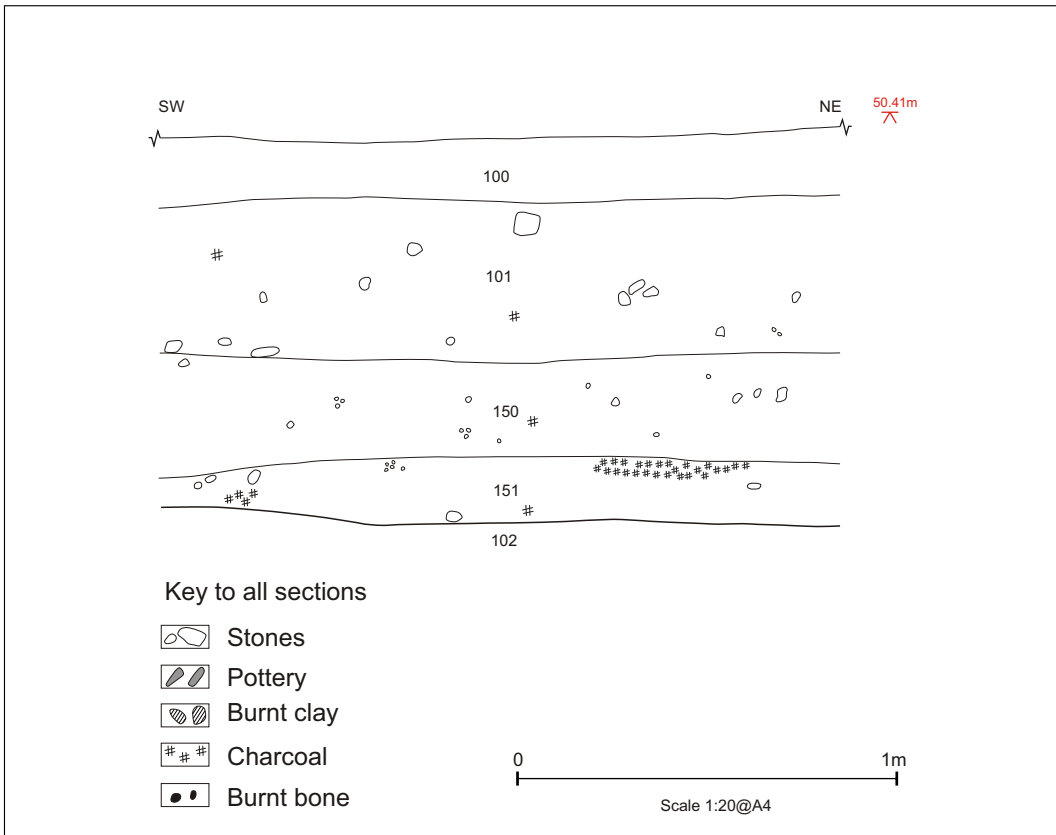 SW NE 50.41m
100
101
150
151
102
Key to all sections
Stones
Pottery
Burnt clay
Charcoal
Burnt bone
0 1m
Scale 1:20@A4